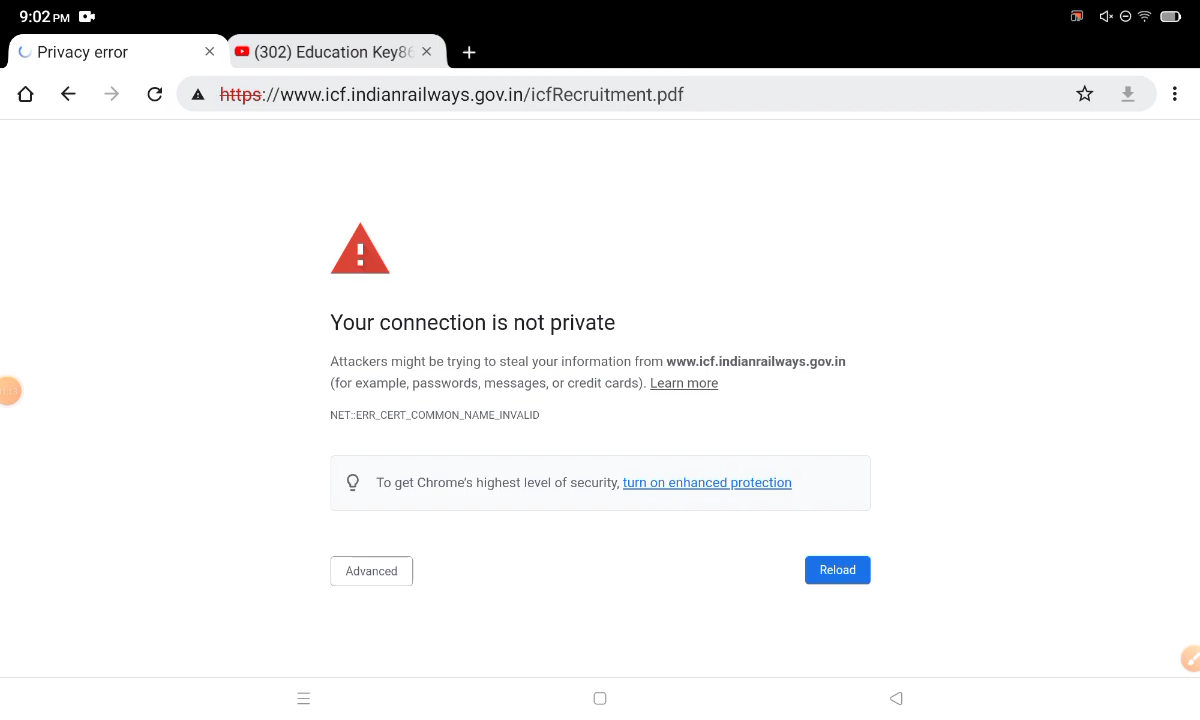 9:02 PM
Privacy error
(302) Education Key86
https://www.icf.indianrailways.gov.in/icfRecruitment.pdf
Your connection is not private
Attackers might be trying to steal your information from www.icf.indianrailways.gov.in
(for example, passwords, messages, or credit cards). Learn more
NET::ERR_CERT_COMMON_NAME_INVALID
To get Chrome's highest level of security, turn on enhanced protection
Advanced
Reload